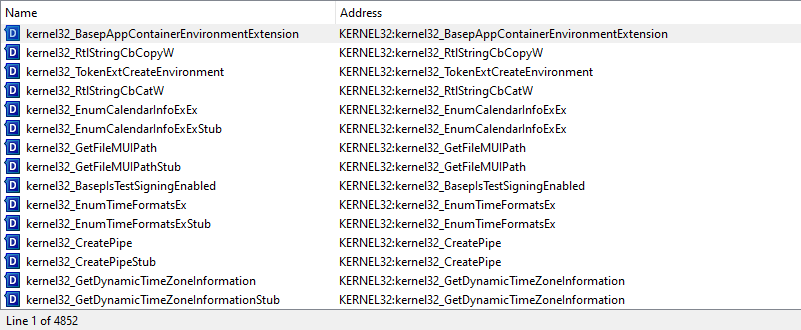 Name Address
kernel32_BasepAppContainerEnvironmentExtension KERNEL32:kernel32_BasepAppContainerEnvironmentExtension
kernel32_RtlStringCbCopyW KERNEL32:kernel32_RtlStringCbCopyW
kernel32_TokenExtCreateEnvironment KERNEL32:kernel32_TokenExtCreateEnvironment
kernel32_RtlStringCbCatW KERNEL32:kernel32_RtlStringCbCatW
kernel32_EnumCalendarInfoExEx KERNEL32:kernel32_EnumCalendarInfoExEx
kernel32_EnumCalendarInfoExExStub KERNEL32:kernel32_EnumCalendarInfoExEx
kernel32_GetFileMUIPath KERNEL32:kernel32_GetFileMUIPath
kernel32_GetFileMUIPathStub KERNEL32:kernel32_GetFileMUIPath
kernel32_BasepIsTestSigningEnabled KERNEL32:kernel32_BasepIsTestSigningEnabled
kernel32_EnumTimeFormatsEx KERNEL32:kernel32_EnumTimeFormatsEx
kernel32_EnumTimeFormatsExStub KERNEL32:kernel32_EnumTimeFormatsEx
kernel32_CreatePipe KERNEL32:kernel32_CreatePipe
kernel32_CreatePipeStub KERNEL32:kernel32_CreatePipe
kernel32_GetDynamicTimeZoneInformation KERNEL32:kernel32_GetDynamicTimeZoneInformation
kernel32_GetDynamicTimeZoneInformationStub KERNEL32:kernel32_GetDynamicTimeZoneInformation
Line 1 of 4852